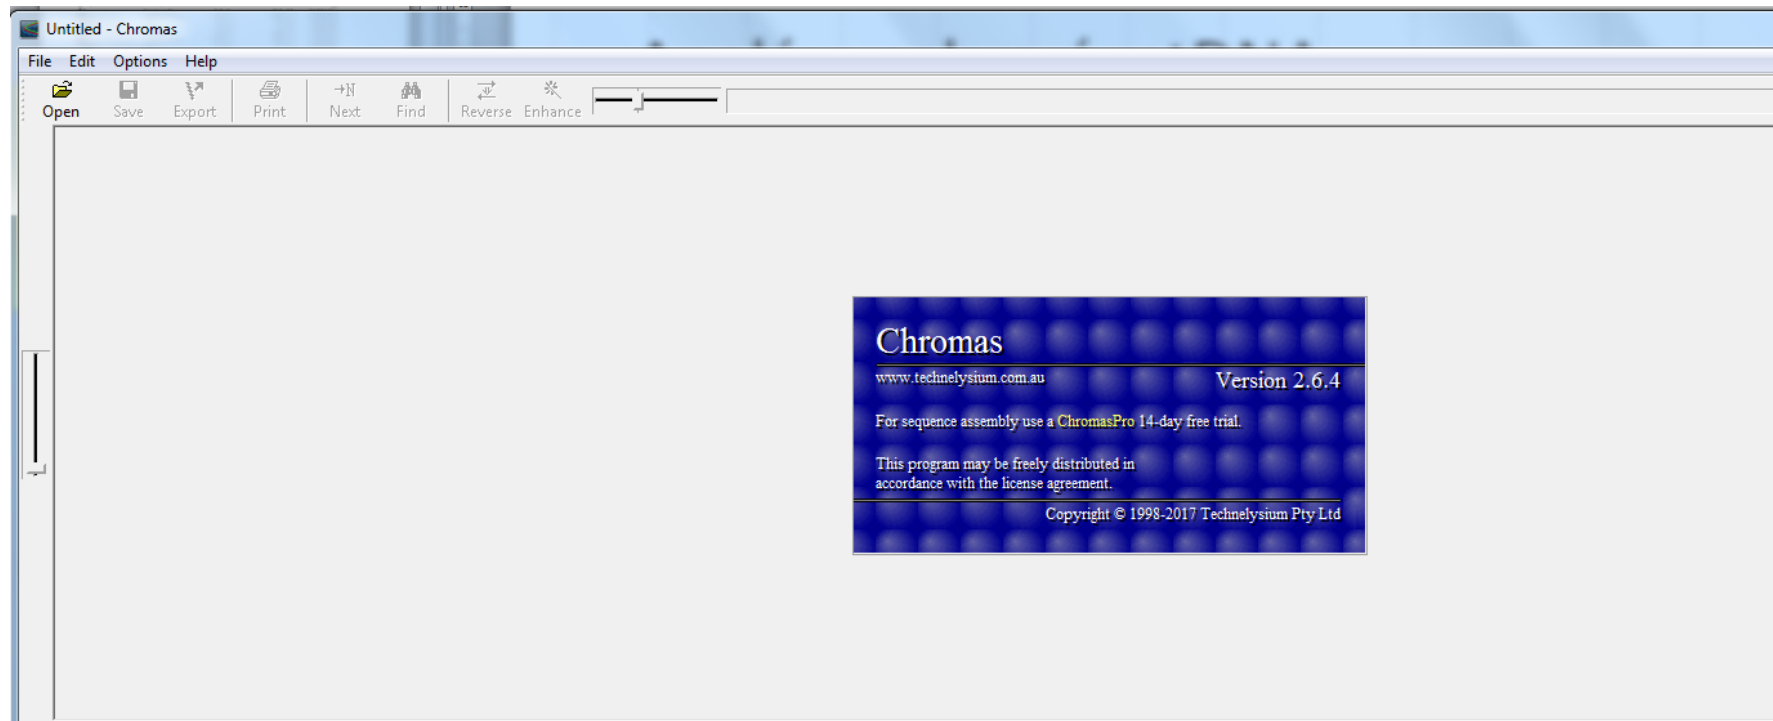 Untitled - Chromas
File Edit Options Help
Open Save Export Print →N Next Find Reverse Enhance
Chromas
www.technelysium.com.au Version 2.6.4
For sequence assembly use a ChromasPro 14-day free trial.
This program may be freely distributed in
accordance with the license agreement.
Copyright © 1998-2017 Technelysium Pty Ltd